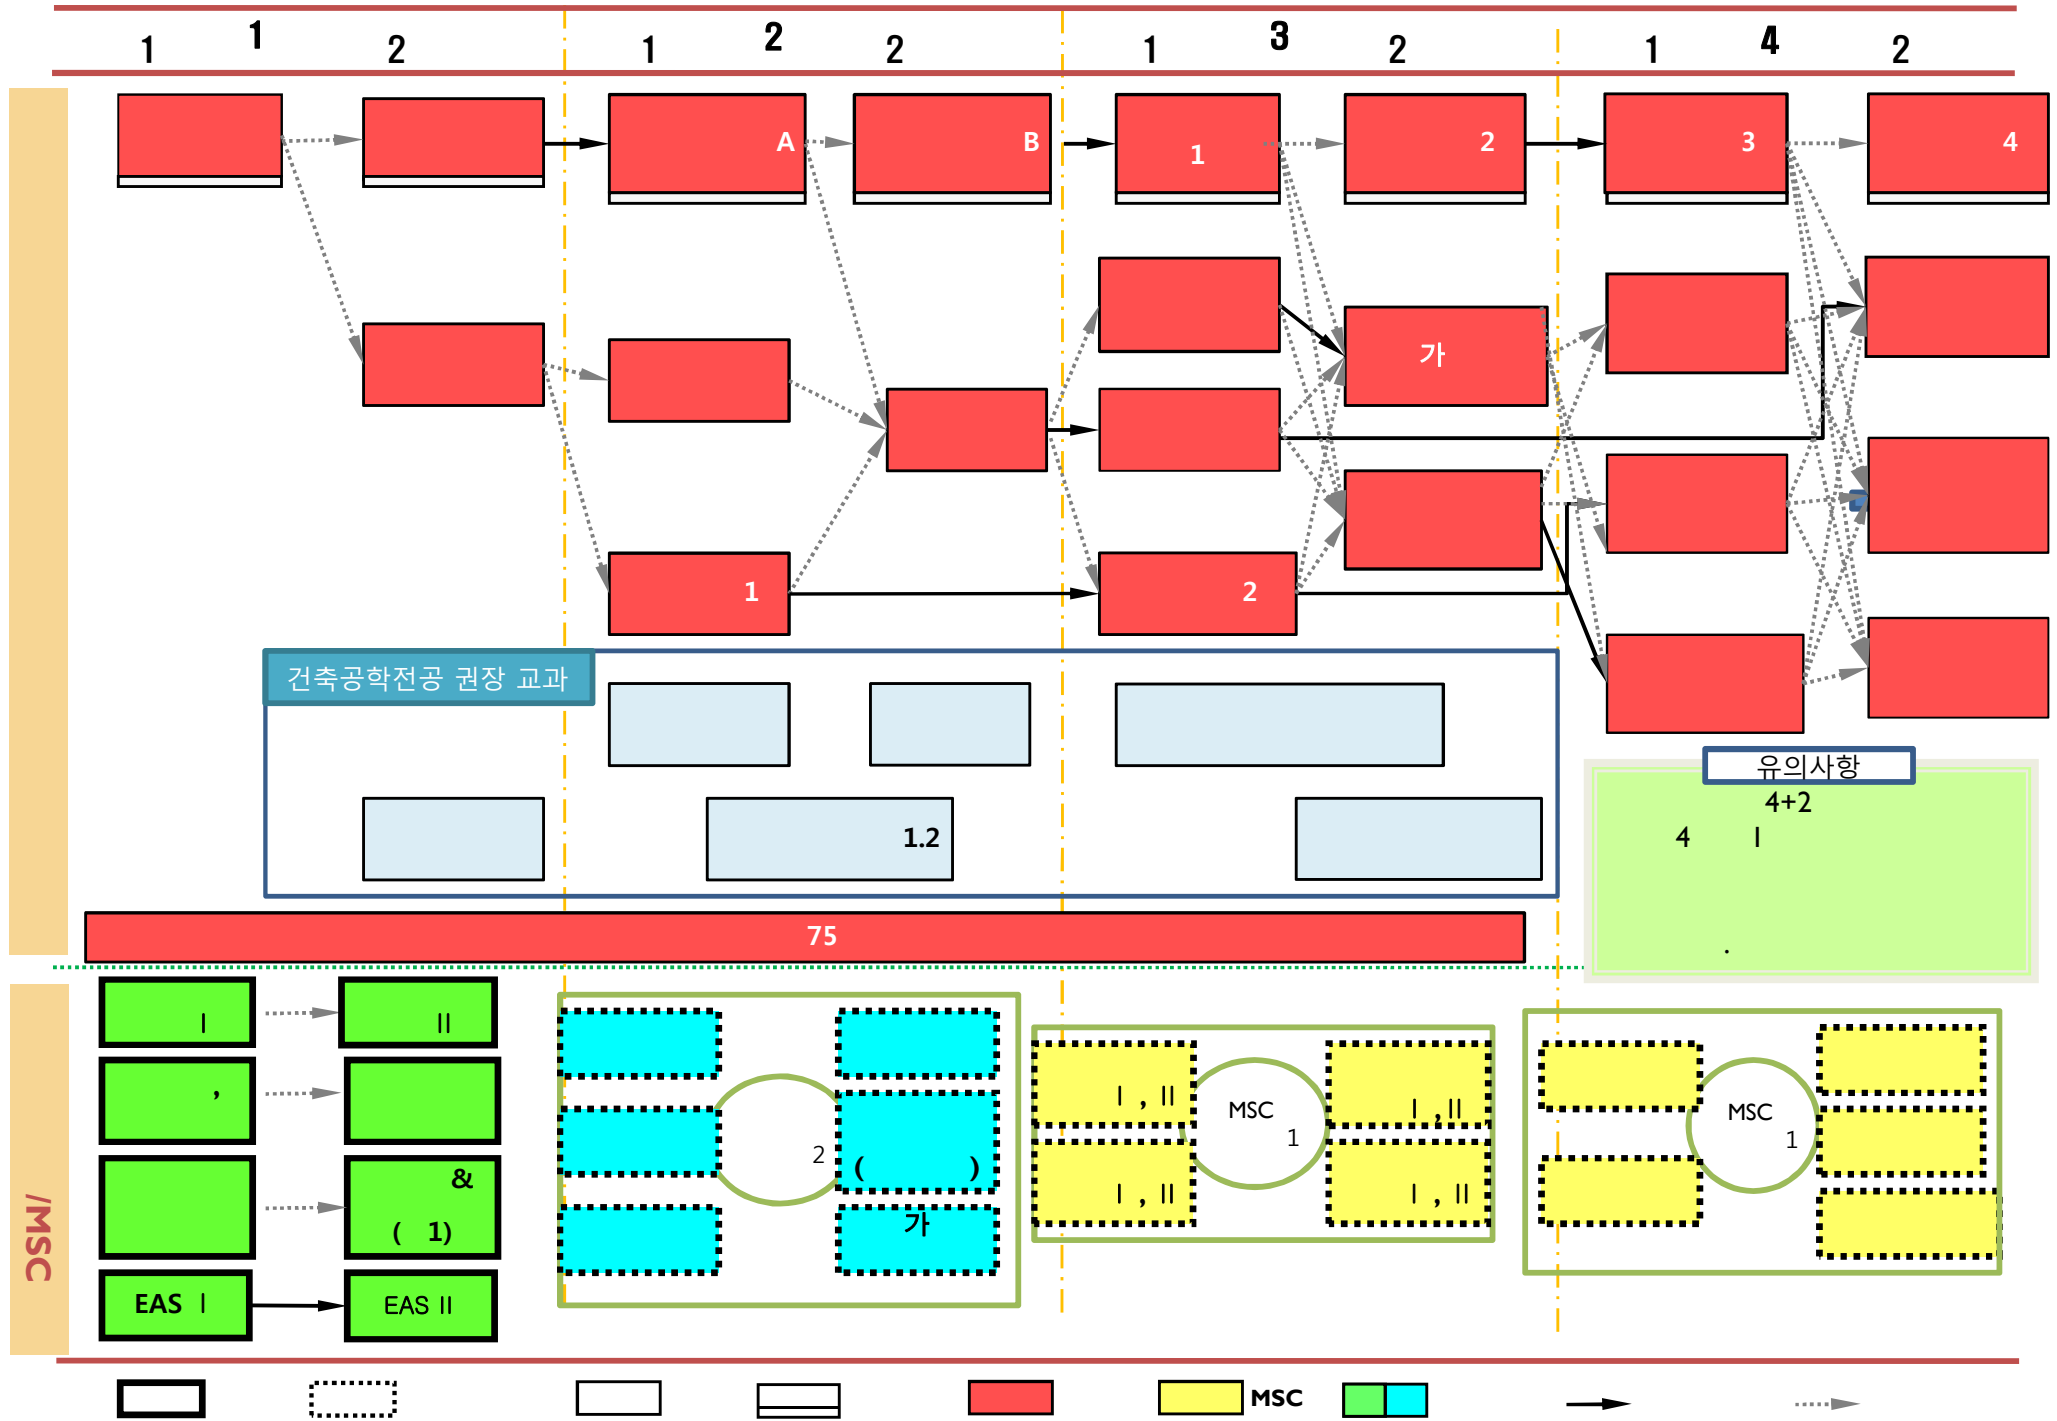 1 2 3 4
1 2 1 2 1 2 1 2
A B 1 2 3 4
가
1 2
건축공학전공 권장 교과
1.2
유의사항
4+2
4 Ⅰ
.
75
/MSC
Ⅰ Ⅱ
,
&
( 1)
EAS Ⅰ EAS Ⅱ
2
( )
가
Ⅰ , Ⅱ
MSC
1
Ⅰ ,Ⅱ
Ⅰ , Ⅱ
Ⅰ , Ⅱ
MSC
1
MSC